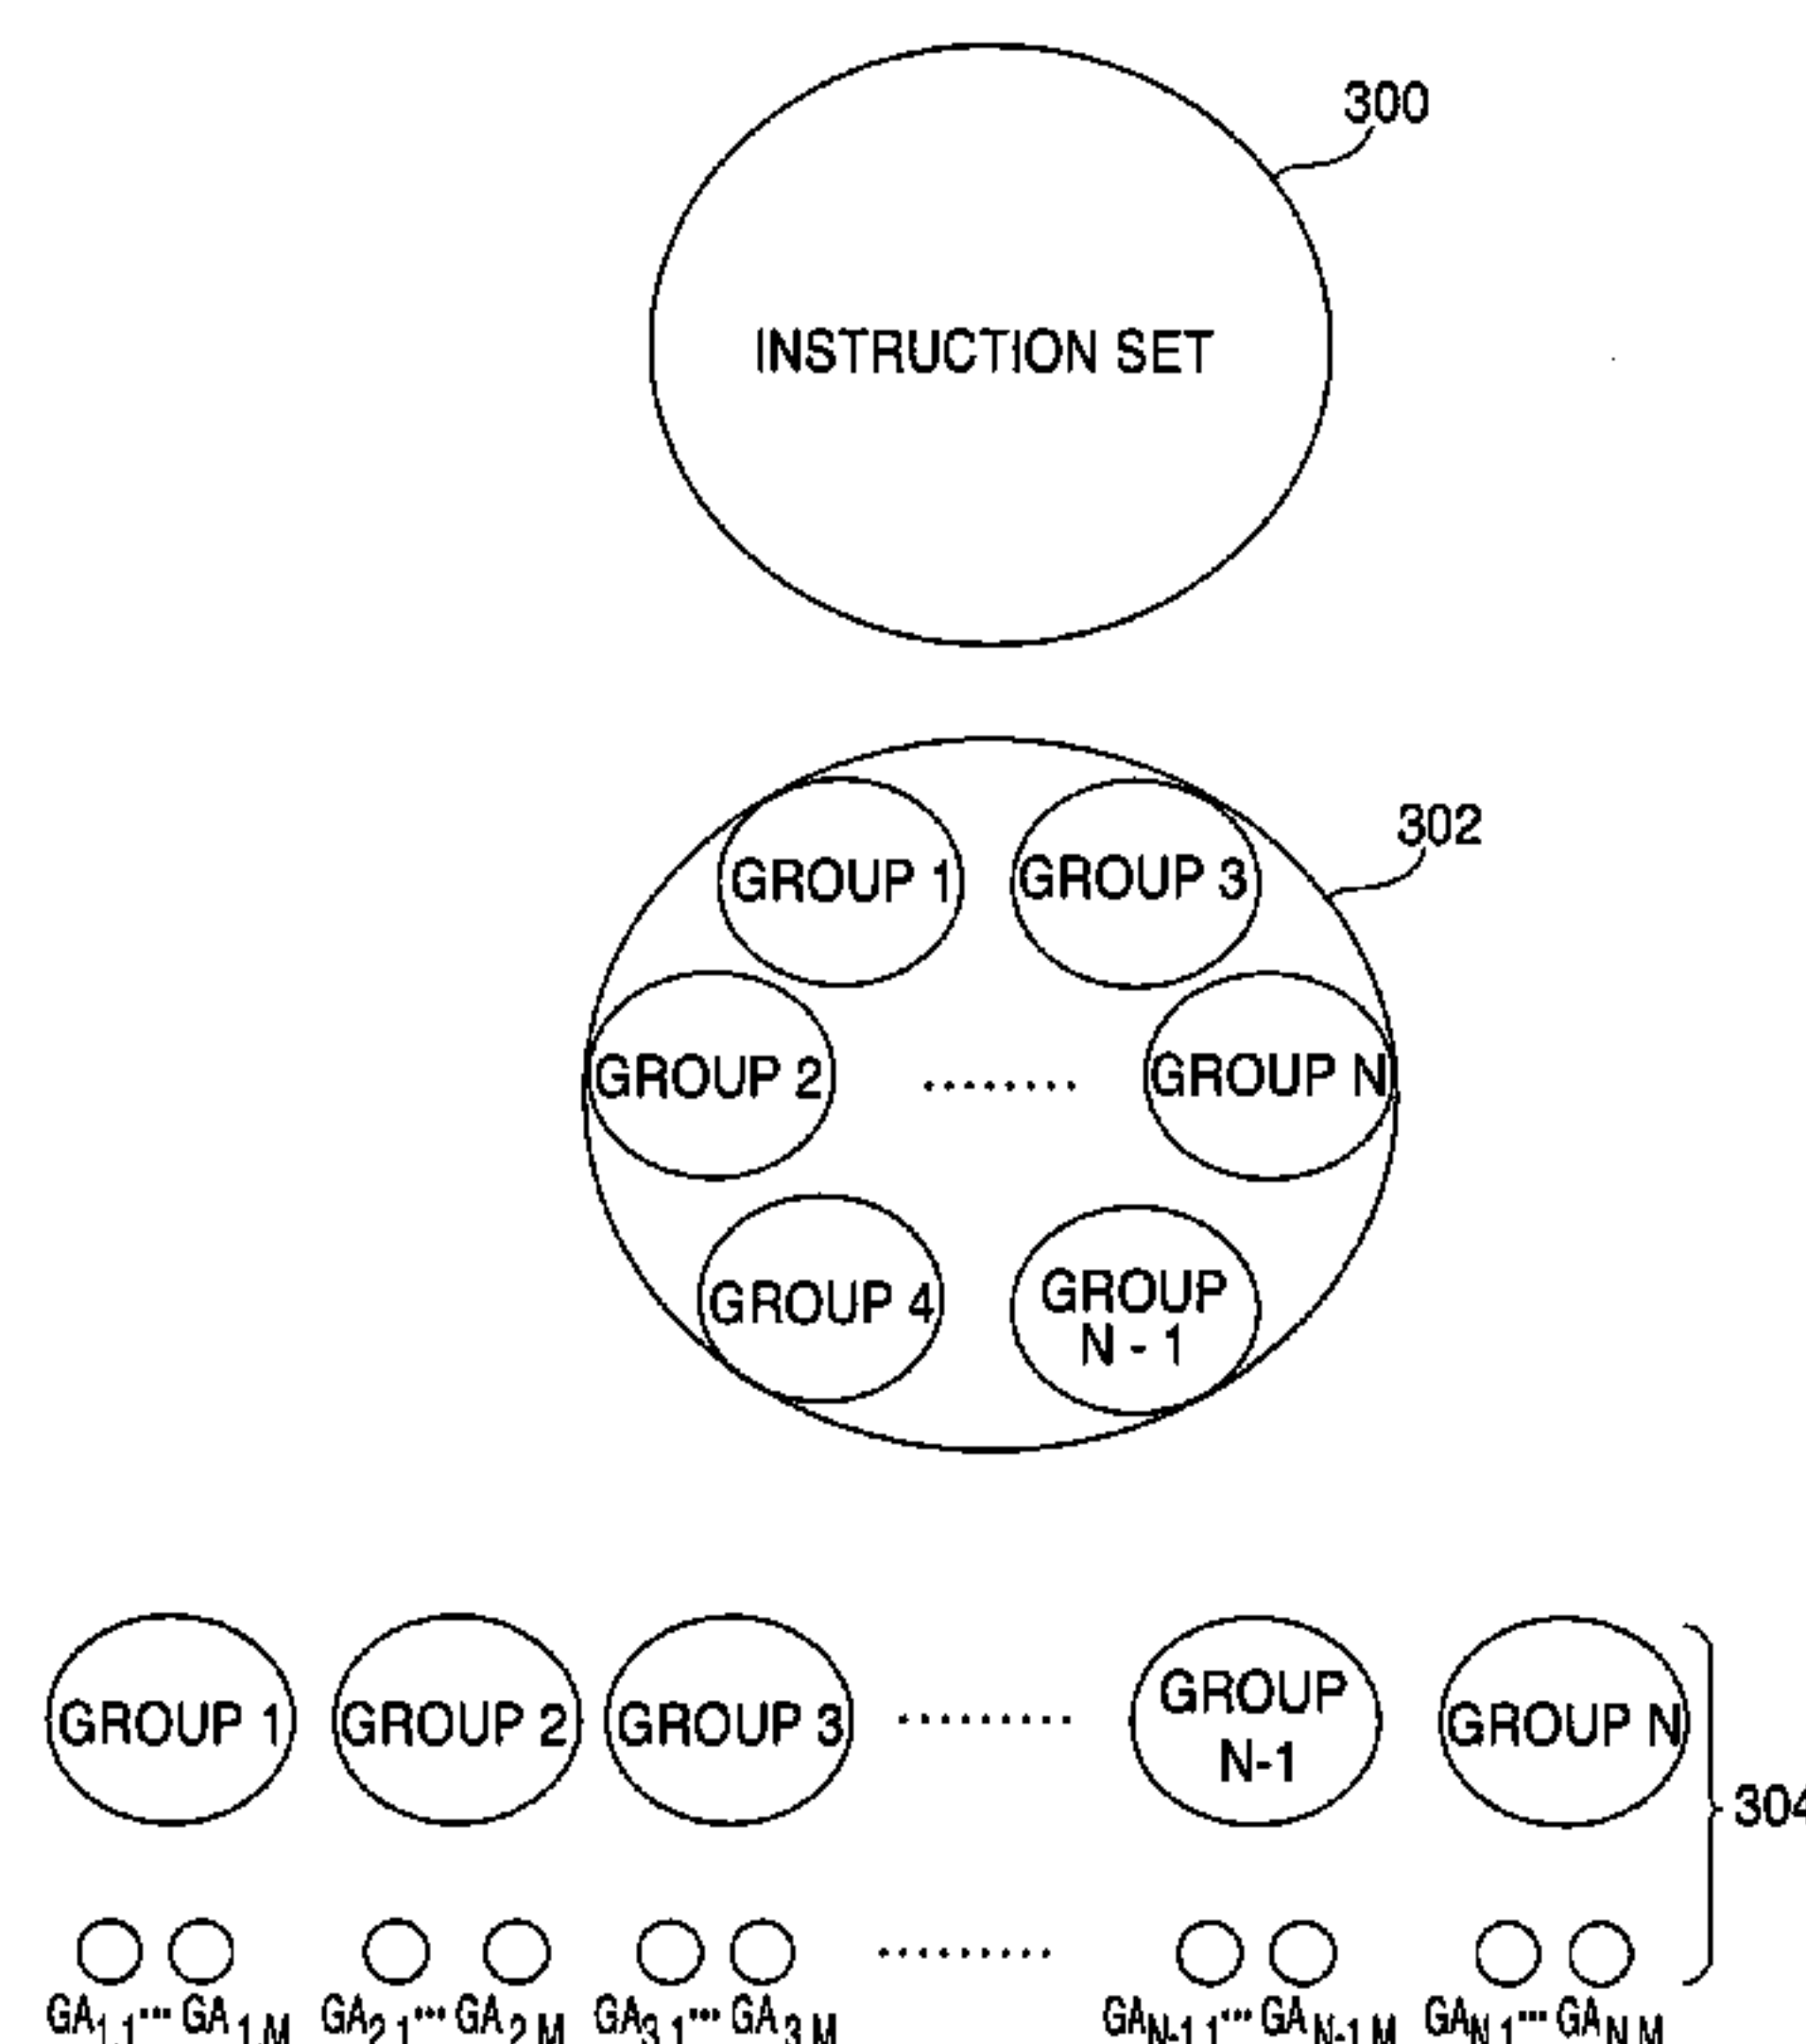 300
INSTRUCTION SET
302
GROUP 1 GROUP 3
GROUP 2 ........ GROUP N
GROUP 4 GROUP
N - 1
GROUP 1 GROUP 2 GROUP 3 ......... GROUP
N-1 GROUP N
304
GA1,1 ... GA1,M GA2,1 ... GA2,M GA3,1 ... GA3,M GAN-1,1 ... GAN-1,M GAN,1 ... GAN,M